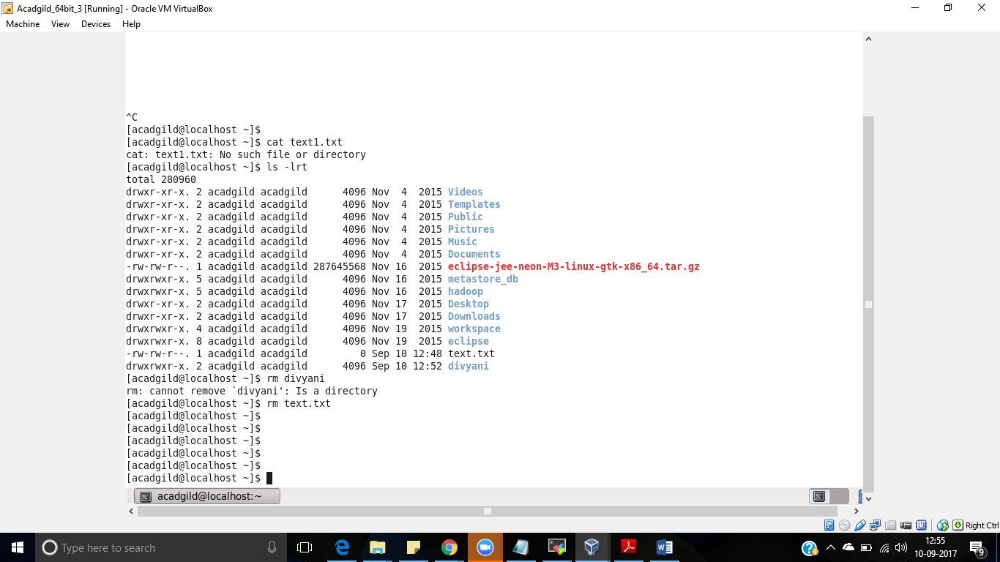 Acadgild_64bit_3 [Running] - Oracle VM VirtualBox
Machine View Devices Help
^C
[acadgild@localhost ~]$
[acadgild@localhost ~]$ cat text1.txt
cat: text1.txt: No such file or directory
[acadgild@localhost ~]$ ls -lrt
total 280960
drwxr-xr-x. 2 acadgild acadgild      4096 Nov  4  2015 Videos
drwxr-xr-x. 2 acadgild acadgild      4096 Nov  4  2015 Templates
drwxr-xr-x. 2 acadgild acadgild      4096 Nov  4  2015 Public
drwxr-xr-x. 2 acadgild acadgild      4096 Nov  4  2015 Pictures
drwxr-xr-x. 2 acadgild acadgild      4096 Nov  4  2015 Music
drwxr-xr-x. 2 acadgild acadgild      4096 Nov  4  2015 Documents
-rw-rw-r--. 1 acadgild acadgild 287645568 Nov 16  2015 eclipse-jee-neon-M3-linux-gtk-x86_64.tar.gz
drwxrwxr-x. 5 acadgild acadgild      4096 Nov 16  2015 metastore_db
drwxrwxr-x. 5 acadgild acadgild      4096 Nov 16  2015 hadoop
drwxr-xr-x. 2 acadgild acadgild      4096 Nov 17  2015 Desktop
drwxr-xr-x. 2 acadgild acadgild      4096 Nov 17  2015 Downloads
drwxrwxr-x. 4 acadgild acadgild      4096 Nov 19  2015 workspace
drwxrwxr-x. 8 acadgild acadgild      4096 Nov 19  2015 eclipse
-rw-rw-r--. 1 acadgild acadgild         0 Sep 10 12:48 text.txt
drwxrwxr-x. 2 acadgild acadgild      4096 Sep 10 12:52 divyani
[acadgild@localhost ~]$ rm divyani
rm: cannot remove `divyani': Is a directory
[acadgild@localhost ~]$ rm text.txt
[acadgild@localhost ~]$
[acadgild@localhost ~]$
[acadgild@localhost ~]$
[acadgild@localhost ~]$
[acadgild@localhost ~]$
[acadgild@localhost ~]$
acadgild@localhost:~
Right Ctrl
Type here to search
12:55
10-09-2017
9